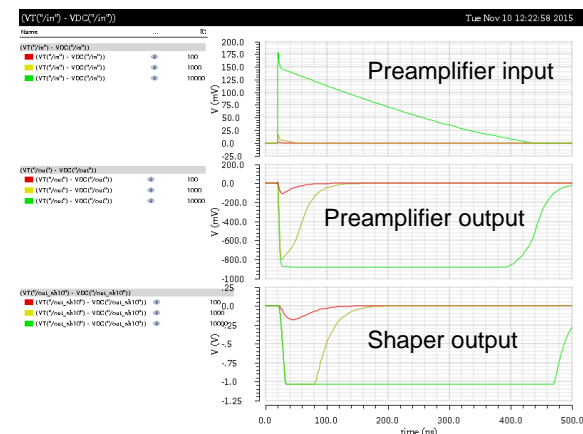 (VT("/in") - VDC("/in")) Tue Nov 10 12:22:58 2015
Name ...
(VT("/in") - VDC("/in"))
(VT("/in") - VDC("/in")) 100
(VT("/in") - VDC("/in")) 1000
(VT("/in") - VDC("/in")) 10000
200.0
175.0
150.0
125.0
100.0
75.0
50.0
25.0
0.0
-25.0
V (mV)
Preamplifier input
(VT("/out") - VDC("/out"))
(VT("/out") - VDC("/out")) 100
(VT("/out") - VDC("/out")) 1000
(VT("/out") - VDC("/out")) 10000
200.0
0.0
-200.0
-400.0
-600.0
-800.0
-1000
V (mV)
Preamplifier output
(VT("/out_sh10") - VDC("/out_sh10"))
(VT("/out_sh10") - VDC("/out_sh10")) 100
(VT("/out_sh10") - VDC("/out_sh10")) 1000
(VT("/out_sh10") - VDC("/out_sh10")) 10000
.25
0.0
-.25
-.5
-.75
-1.0
-1.25
V (V)
Shaper output
0.0 100.0 200.0 300.0 400.0 500.0
time (ns)